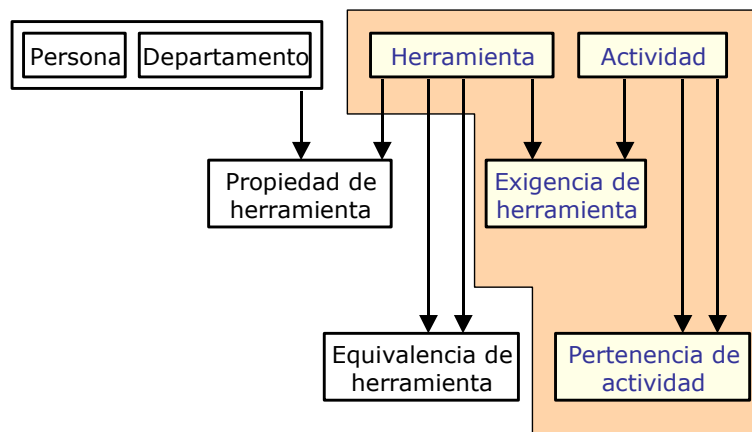 Persona
Departamento
Herramienta
Actividad
Propiedad de
herramienta
Exigencia de
herramienta
Equivalencia de
herramienta
Pertenencia de
actividad